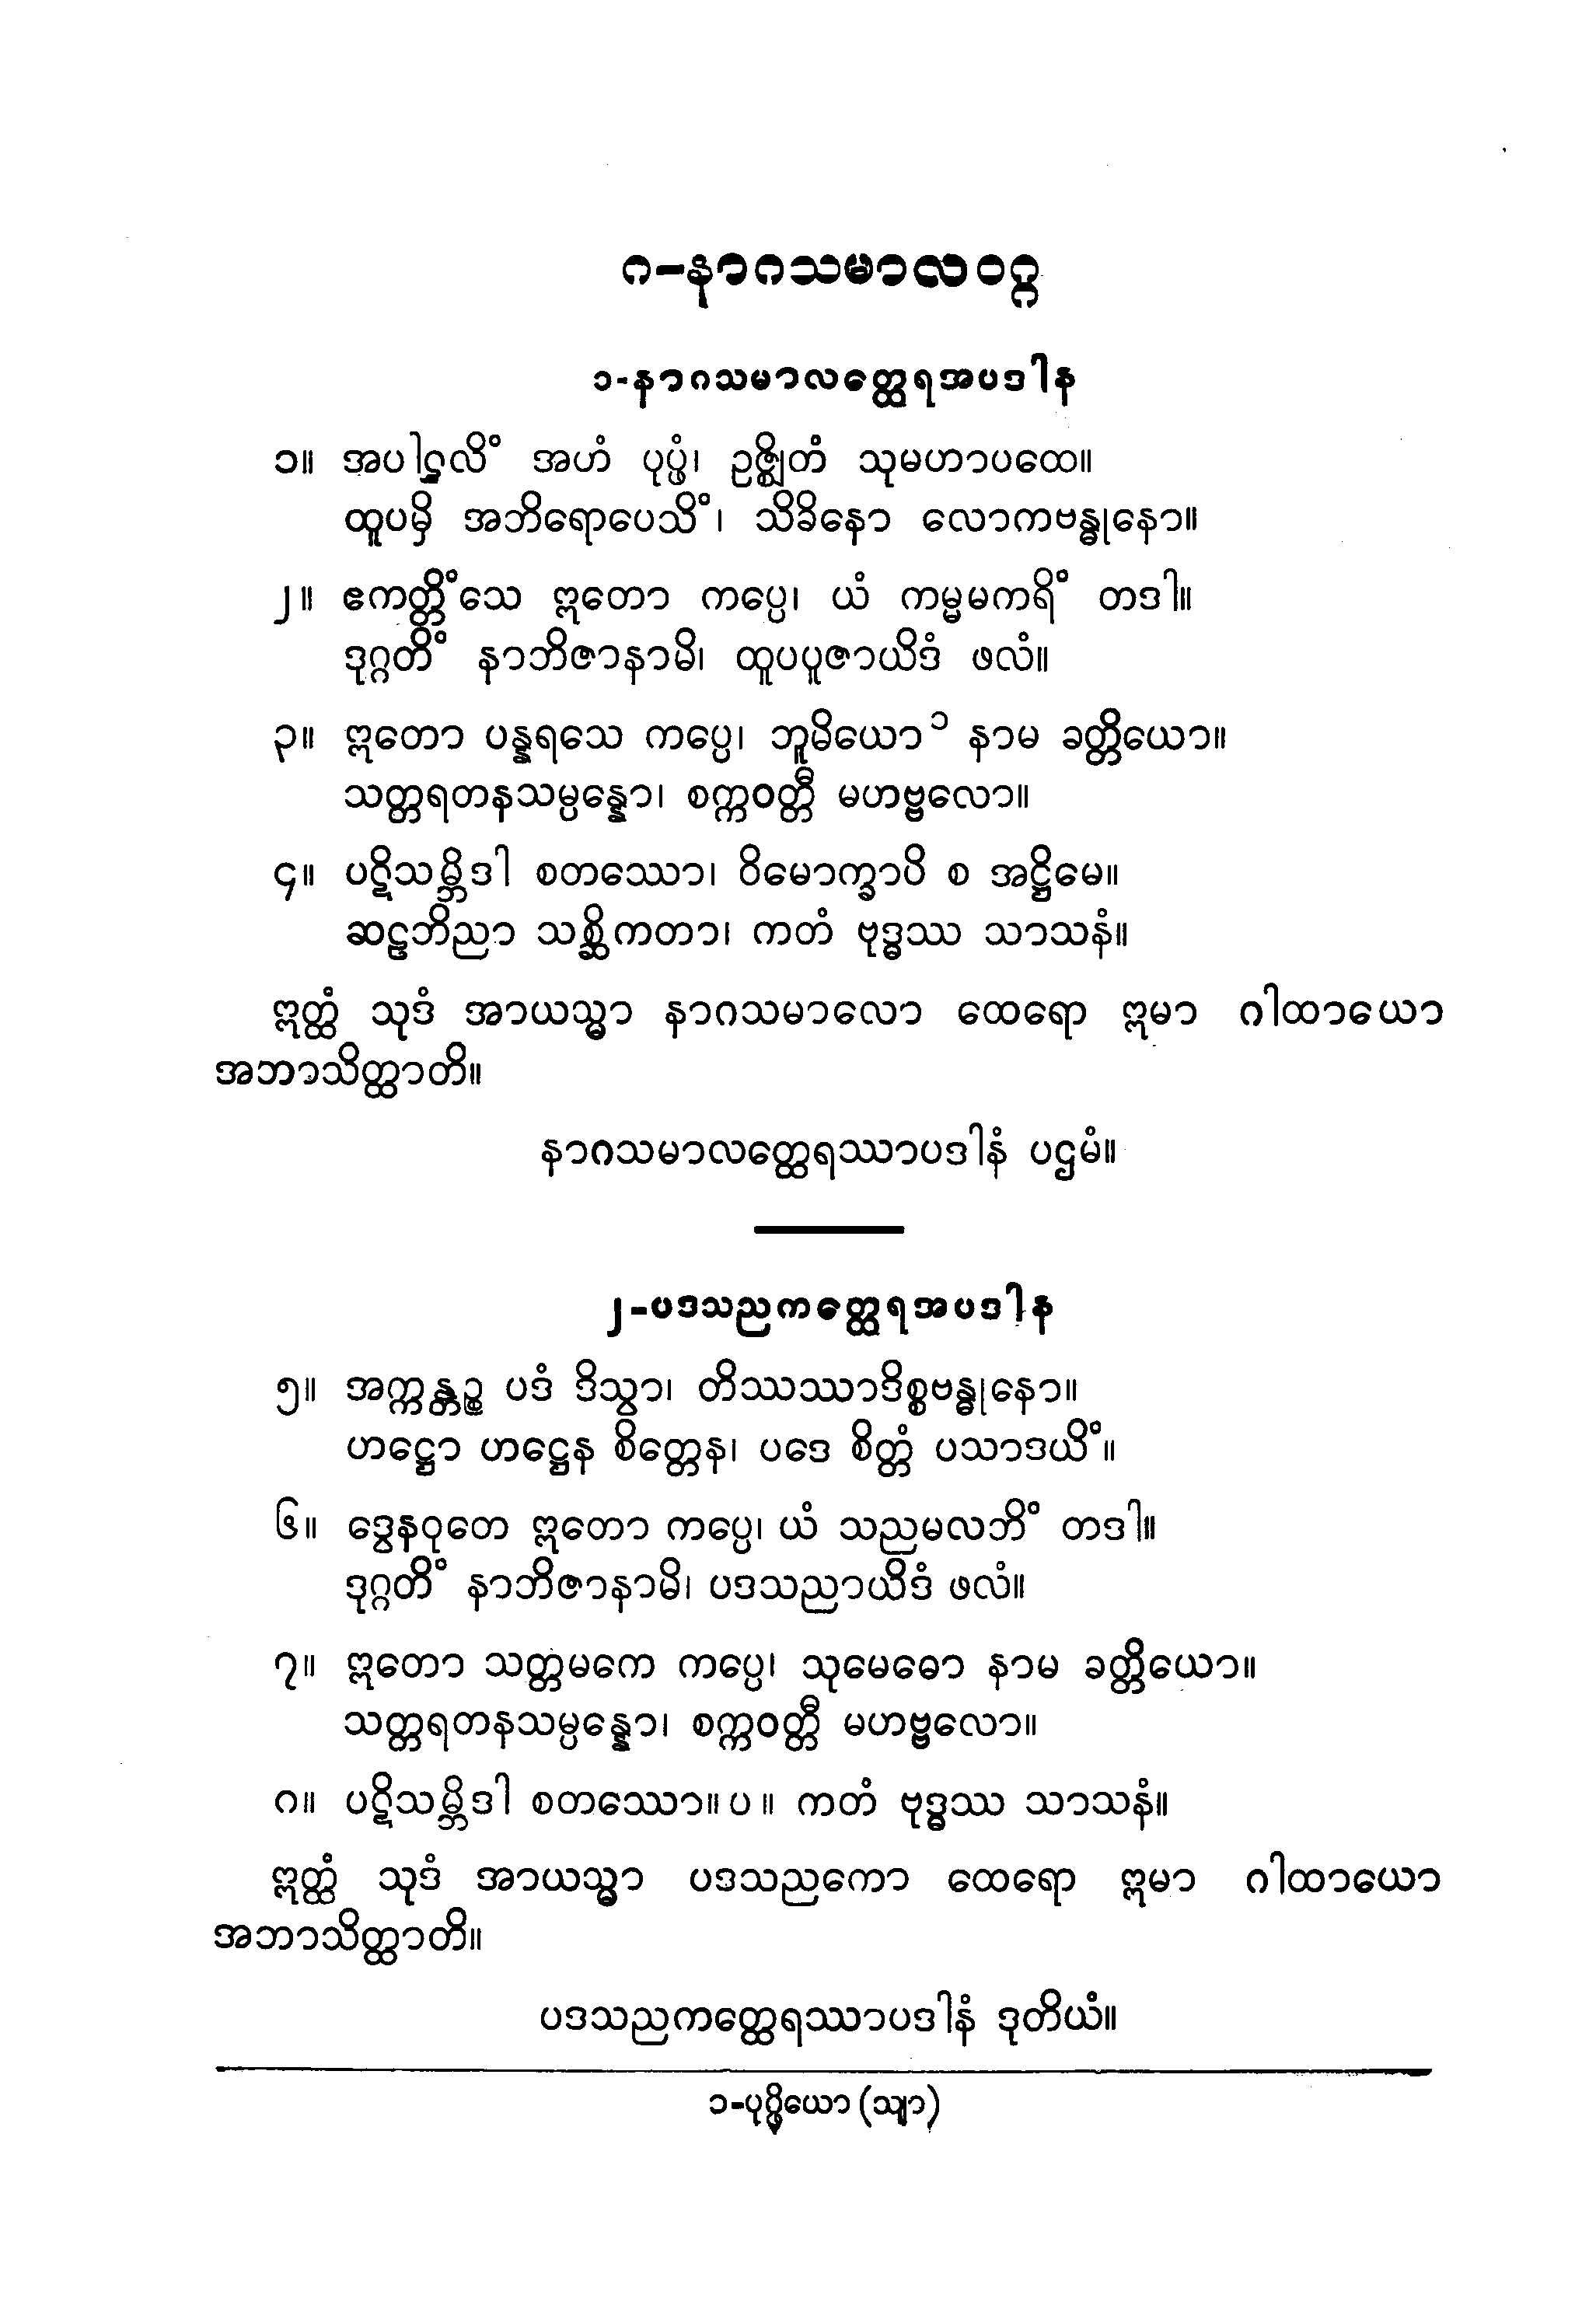 ၈-နာဂသမာလဝဂ္ဂ
၁-နာဂသမာလတ္ထေရအပဒါန
၁။ အပါဋလိံ အဟံ ပုပ္ဖံ၊ ဥဇ္ဈိတံ သုမဟာပထေ။
ထူပမှိ အဘိရောပေသိံ၊ သိခိနော လောကဗန္ဓုနော။
၂။ ဧကတ္တိံသေ ဣတော ကပ္ပေ၊ ယံ ကမ္မမကရိံ တဒါ။
ဒုဂ္ဂတိံ နာဘိဇာနာမိ၊ ထူပပူဇာယိဒံ ဖလံ။
၃။ ဣတော ပန္နရသေ ကပ္ပေ၊ ဘူမိယော ၁ နာမ ခတ္တိယော။
သတ္တရတနသမ္ပန္နော၊ စက္ကဝတ္တီ မဟဗ္ဗလော။
၄။ ပဋိသမ္ဘိဒါ စတဿော၊ ဝိမောက္ခာပိ စ အဋ္ဌိမေ။
ဆဠဘိညာ သစ္ဆိကတာ၊ ကတံ ဗုဒ္ဓဿ သာသနံ။
ဣတ္ထံ သုဒံ အာယသ္မာ နာဂသမာလော ထေရော ဣမာ ဂါထာယော
အဘာသိတ္ထာတိ။
နာဂသမာလတ္ထေရဿာပဒါနံ ပဌမံ။
၂-ပဒသညကတ္ထေရအပဒါန
၅။ အက္ကန္တဉ္စ ပဒံ ဒိသွာ၊ တိဿဿာဒိစ္စဗန္ဓုနော။
ဟဋ္ဌော ဟဋ္ဌေန စိတ္တေန၊ ပဒေ စိတ္တံ ပသာဒယိံ။
၆။ ဒွေနဝုတေ ဣတော ကပ္ပေ၊ ယံ သညမလဘိံ တဒါ။
ဒုဂ္ဂတိံ နာဘိဇာနာမိ၊ ပဒသညာယိဒံ ဖလံ။
၇။ ဣတော သတ္တမကေ ကပ္ပေ၊ သုမေဓော နာမ ခတ္တိယော။
သတ္တရတနသမ္ပန္နော၊ စက္ကဝတ္တီ မဟဗ္ဗလော။
၈။ ပဋိသမ္ဘိဒါ စတဿော။ ပ ။ ကတံ ဗုဒ္ဓဿ သာသနံ။
ဣတ္ထံ သုဒံ အာယသ္မာ ပဒသညကော ထေရော ဣမာ ဂါထာယော
အဘာသိတ္ထာတိ။
ပဒသညကတ္ထေရဿာပဒါနံ ဒုတိယံ။
၁-ပုပ္ဖိယော (သျာ)